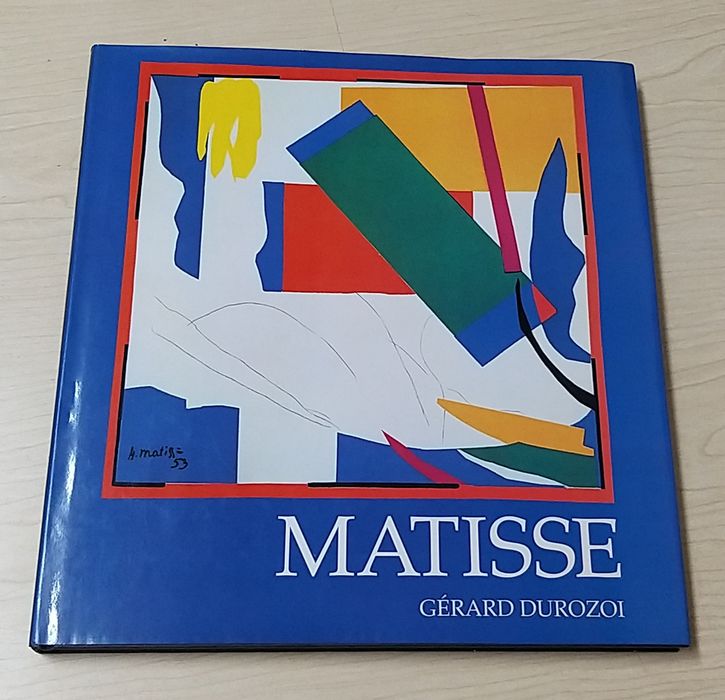 H. matisse
53
MATISSE
GÉRARD DUROZOI